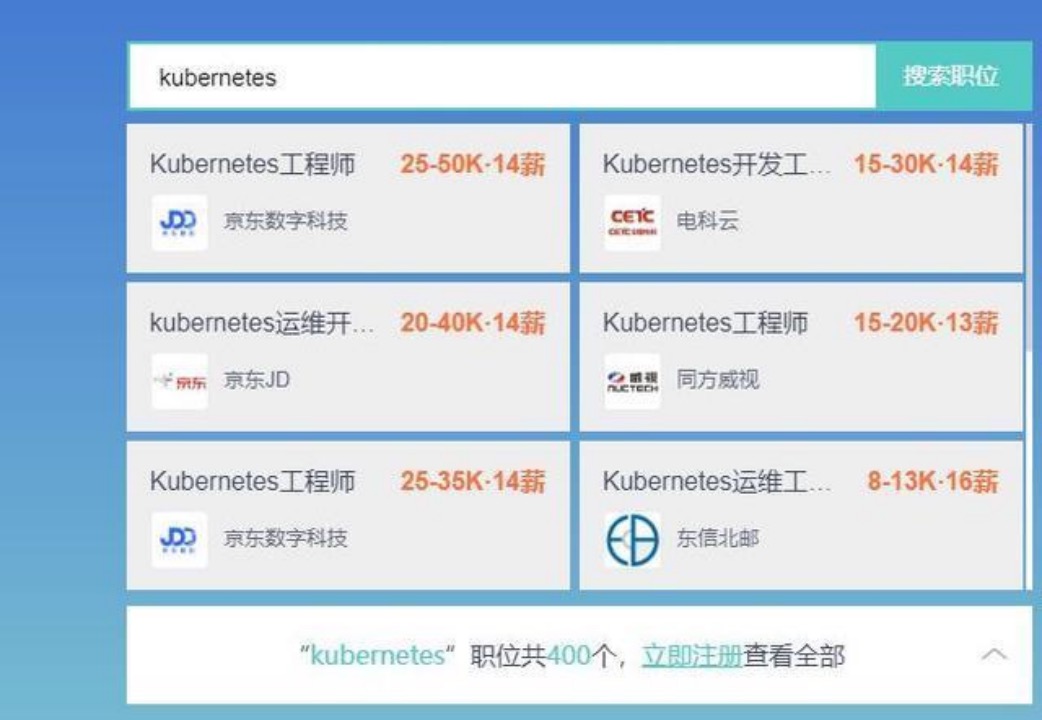 kubernetes 搜索职位
Kubernetes工程师 25-50K·14薪
京东数字科技
Kubernetes开发工... 15-30K·14薪
CETC 电科云
kubernetes运维开... 20-40K·14薪
京东 京东JD
Kubernetes工程师 15-20K·13薪
威视 同方威视
NUCTECH
Kubernetes工程师 25-35K·14薪
京东数字科技
Kubernetes运维工... 8-13K·16薪
东信北邮
“kubernetes” 职位共400个，立即注册查看全部